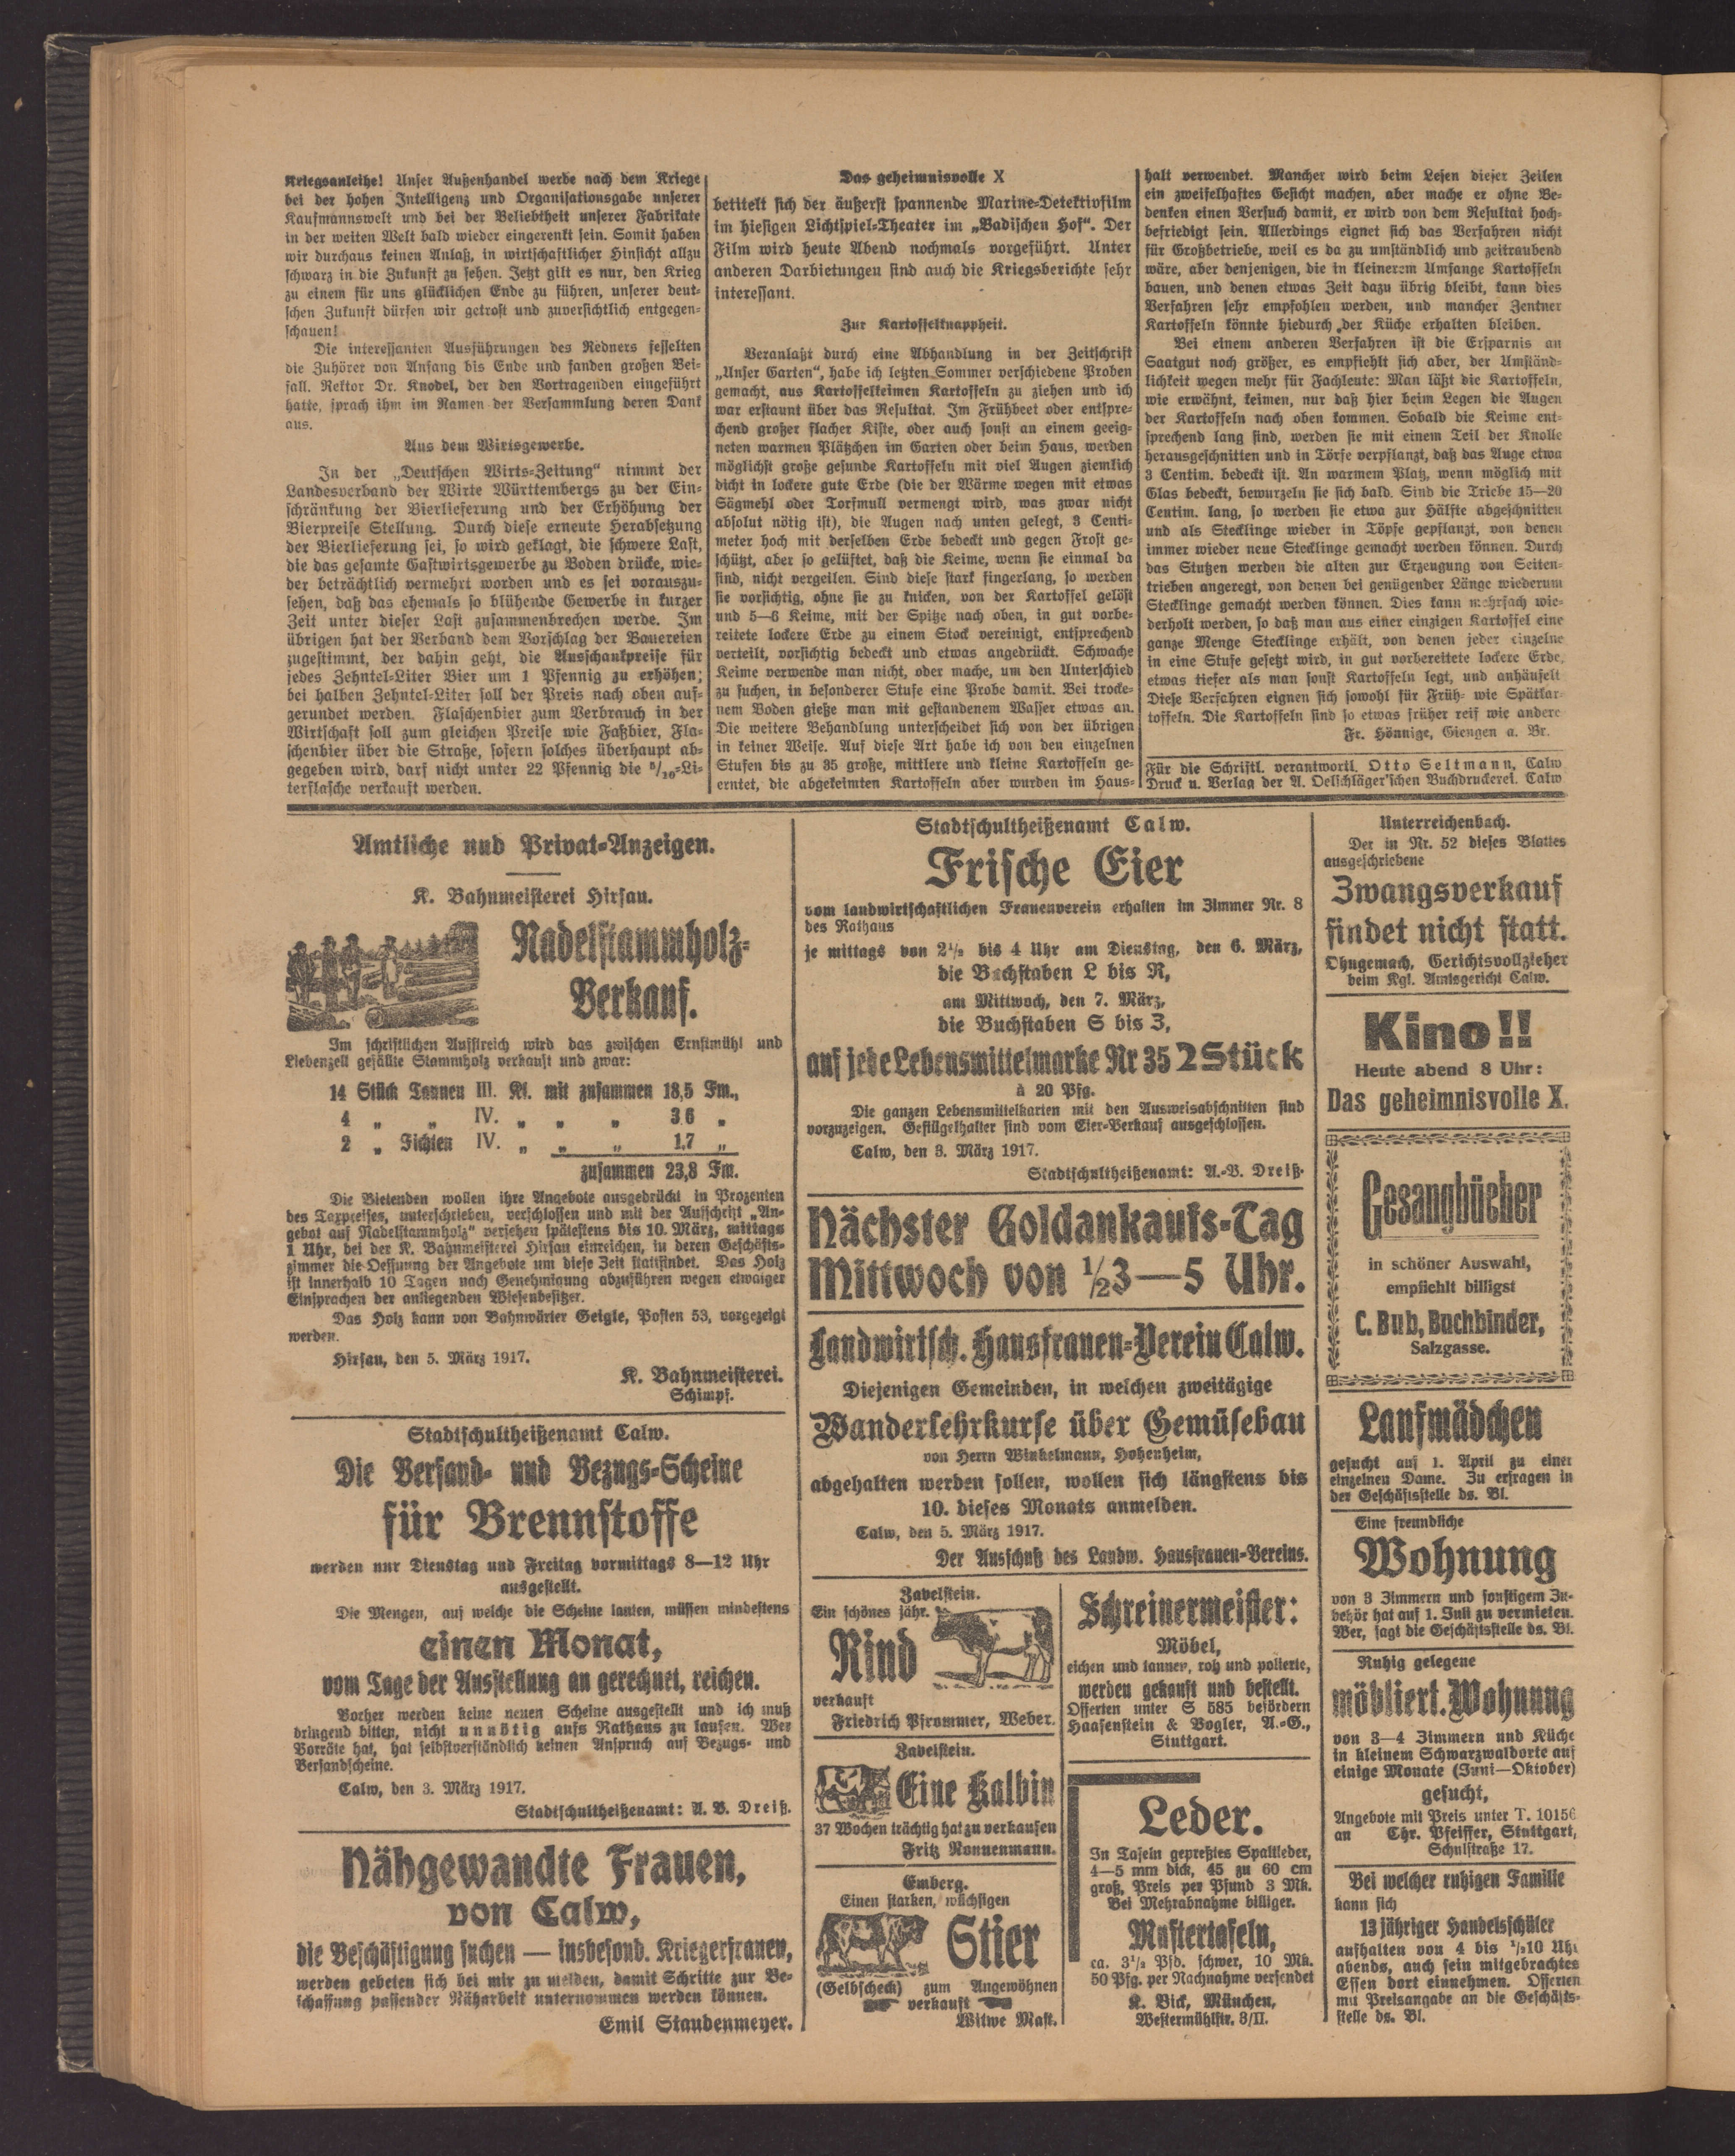 Kriegsanleihe! Unser Außenhandel werde nach dem Kriege
bei der hohen Intelligenz und Organisationsgabe unserer
Kaufmannswelt und bei der Beliebtheit unserer Fabrikate
in der weiten Welt bald wieder eingerenkt sein. Somit haben
wir durchaus keinen Anlaß, in wirtschaftlicher Hinsicht allzu
schwarz in die Zukunft zu sehen. Jetzt gilt es nur, den Krieg
zu einem für uns glücklichen Ende zu führen, unserer deut-
schen Zukunft dürfen wir getrost und zuversichtlich entgegen-
schauen!
Die interessanten Ausführungen des Redners fesselten
die Zuhörer von Anfang bis Ende und fanden großen Bei-
fall. Rektor Dr. Knodel, der den Vortragenden eingeführt
hatte, sprach ihm im Namen der Versammlung deren Dank
aus.
Aus dem Wirtsgewerbe.
In der „Deutschen Wirts-Zeitung“ nimmt der
Landesverband der Wirte Württembergs zu der Ein-
schränkung der Bierlieferung und der Erhöhung der
Bierpreise Stellung. Durch diese erneute Herabsetzung
der Bierlieferung sei, so wird geklagt, die schwere Last,
die das gesamte Gastwirtsgewerbe zu Boden drücke, wie-
der beträchtlich vermehrt worden und es sei vorauszu-
sehen, daß das ehemals so blühende Gewerbe in kurzer
Zeit unter dieser Last zusammenbrechen werde. Im
übrigen hat der Verband dem Vorschlag der Bauereien
zugestimmt, der dahin geht, die Ausschankpreise für
jedes Zehntel-Liter Bier um 1 Pfennig zu erhöhen;
bei halben Zehntel-Liter soll der Preis nach oben auf-
gerundet werden. Flaschenbier zum Verbrauch in der
Wirtschaft soll zum gleichen Preise wie Faßbier, Fla-
schenbier über die Straße, sofern solches überhaupt ab-
gegeben wird, darf nicht unter 22 Pfennig die 5/10-Li-
terflasche verkauft werden.
Das geheimnisvolle X
betitelt sich der äußerst spannende Marine-Detektivfilm
im hiesigen Lichtspiel-Theater im „Badischen Hof“. Der
Film wird heute Abend nochmals vorgeführt. Unter
anderen Darbietungen sind auch die Kriegsberichte sehr
interessant.
Zur Kartoffelknappheit.
Veranlaßt durch eine Abhandlung in der Zeitschrift
„Unser Garten“, habe ich letzten Sommer verschiedene Proben
gemacht, aus Kartoffelkeimen Kartoffeln zu ziehen und ich
war erstaunt über das Resultat. Im Frühbeet oder entspre-
chend großer flacher Kiste, oder auch sonst an einem geeig-
neten warmen Plätzchen im Garten oder beim Haus, werden
möglichst große gesunde Kartoffeln mit viel Augen ziemlich
dicht in lockere gute Erde (die der Wärme wegen mit etwas
Sägmehl oder Torfmull vermengt wird, was zwar nicht
absolut nötig ist), die Augen nach unten gelegt, 3 Centi-
meter hoch mit derselben Erde bedeckt und gegen Frost ge-
schützt, aber so gelüftet, daß die Keime, wenn sie einmal da
sind, nicht vergeilen. Sind diese stark fingerlang, so werden
sie vorsichtig, ohne sie zu knicken, von der Kartoffel gelöst
und 5—6 Keime, mit der Spitze nach oben, in gut vorbe-
reitete lockere Erde zu einem Stock vereinigt, entsprechend
verteilt, vorsichtig bedeckt und etwas angedrückt. Schwache
Keime verwende man nicht, oder mache, um den Unterschied
zu suchen, in besonderer Stufe eine Probe damit. Bei trocke-
nem Boden gieße man mit gestandenem Wasser etwas an.
Die weitere Behandlung unterscheidet sich von der übrigen
in keiner Weise. Auf diese Art habe ich von den einzelnen
Stufen bis zu 35 große, mittlere und kleine Kartoffeln ge-
erntet, die abgekeimten Kartoffeln aber wurden im Haus-
halt verwendet. Mancher wird beim Lesen dieser Zeilen
ein zweifelhaftes Gesicht machen, aber mache er ohne Be-
denken einen Versuch damit, er wird von dem Resultat hoch-
befriedigt sein. Allerdings eignet sich das Verfahren nicht
für Großbetriebe, weil es da zu umständlich und zeitraubend
wäre, aber denjenigen, die in kleinerem Umfange Kartoffeln
bauen, und denen etwas Zeit dazu übrig bleibt, kann dies
Verfahren sehr empfohlen werden, und mancher Zentner
Kartoffeln könnte hiedurch der Küche erhalten bleiben.
Bei einem anderen Verfahren ist die Ersparnis an
Saatgut noch größer, es empfiehlt sich aber, der Umständ-
lichkeit wegen mehr für Fachleute: Man läßt die Kartoffeln,
wie erwähnt, keimen, nur daß hier beim Legen die Augen
der Kartoffeln nach oben kommen. Sobald die Keime ent-
sprechend lang sind, werden sie mit einem Teil der Knolle
herausgeschnitten und in Törfe verpflanzt, daß das Auge etwa
3 Centim. bedeckt ist. An warmem Platz, wenn möglich mit
Glas bedeckt, bewurzeln sie sich bald. Sind die Triebe 15—20
Centim. lang, so werden sie etwa zur Hälfte abgeschnitten
und als Stecklinge wieder in Töpfe gepflanzt, von denen
immer wieder neue Stecklinge gemacht werden können. Durch
das Stutzen werden die alten zur Erzeugung von Seiten-
trieben angeregt, von denen bei genügender Länge wiederum
Stecklinge gemacht werden können. Dies kann mehrfach wie-
derholt werden, so daß man aus einer einzigen Kartoffel eine
ganze Menge Stecklinge erhält, von denen jeder einzelne
in eine Stufe gesetzt wird, in gut vorbereitete lockere Erde,
etwas tiefer als man sonst Kartoffeln legt, und anhäufelt
Diese Verfahren eignen sich sowohl für Früh- wie Spätkar-
toffeln. Die Kartoffeln sind so etwas früher reif wie andere
Fr. Hönnige, Giengen a. Br.
Für die Schriftl. verantwortl. Otto Seltmann, Calw
Druck u. Verlag der A. Oelschläger'schen Buchdruckerei. Calw
Amtliche und Privat-Anzeigen.
K. Bahnmeisterei Hirsau.
Nadelstammholz-
Verkauf.
Im schriftlichen Aufstreich wird das zwischen Ernstmühl und
Liebenzell gefällte Stammholz verkauft und zwar:
14 Stück Tannen III. Kl. mit zusammen 18,5 Fm.,
4 „ „ IV. „ „ „ 3,6 „
2 „ Fichten IV. „ „ „ 1,7 „
zusammen 23,8 Fm.
Die Bietenden wollen ihre Angebote ausgedrückt in Prozenten
des Taxpreises, unterschrieben, verschlossen und mit der Aufschrift „An-
gebot auf Nadelstammholz“ versehen spätestens bis 10. März, mittags
1 Uhr, bei der K. Bahnmeisterei Hirsau einreichen, in deren Geschäfts-
zimmer die Oeffnung der Angebote um diese Zeit stattfindet. Das Holz
ist innerhalb 10 Tagen nach Genehmigung abzuführen wegen etwaiger
Einsprachen der anliegenden Wiesenbesitzer.
Das Holz kann von Bahnwärter Geigle, Posten 53, vorgezeigt
werden.
Hirsau, den 5. März 1917.
K. Bahnmeisterei.
Schimpf.
Stadtschultheißenamt Calw.
Die Versand- und Bezugs-Scheine
für Brennstoffe
werden nur Dienstag und Freitag vormittags 8—12 Uhr
ausgestellt.
Die Mengen, auf welche die Scheine lauten, müssen mindestens
einen Monat,
vom Tage der Ausstellung an gerechnet, reichen.
Vorher werden keine neuen Scheine ausgestellt und ich muß
dringend bitten, nicht unnötig aufs Rathaus zu laufen. Wer
Vorräte hat, hat selbstverständlich keinen Anspruch auf Bezugs- und
Versandscheine.
Calw, den 3. März 1917.
Stadtschultheißenamt: A. V. Dreiß.
Nähgewandte Frauen,
von Calw,
die Beschäftigung suchen — insbesond. Kriegerfrauen,
werden gebeten sich bei mir zu melden, damit Schritte zur Be-
schaffung passender Näharbeit unternommen werden können.
Emil Staudenmeyer.
Stadtschultheißenamt Calw.
Frische Eier
vom landwirtschaftlichen Frauenverein erhalten im Zimmer Nr. 8
des Rathaus
je mittags von 2½ bis 4 Uhr am Dienstag, den 6. März,
die Buchstaben L bis R,
am Mittwoch, den 7. März,
die Buchstaben S bis Z,
auf jede Lebensmittelmarke Nr 35 2 Stück
à 20 Pfg.
Die ganzen Lebensmittelkarten mit den Ausweisabschnitten sind
vorzuzeigen. Geflügelhalter sind vom Eier-Verkauf ausgeschlossen.
Calw, den 3. März 1917.
Stadtschultheißenamt: A.-V. Dreiß.
Nächster Goldankaufs-Tag
Mittwoch von ½3—5 Uhr.
Landwirtsch. Hausfrauen-Verein Calw.
Diejenigen Gemeinden, in welchen zweitägige
Wanderlehrkurse über Gemüsebau
von Herrn Winkelmann, Hohenheim,
abgehalten werden sollen, wollen sich längstens bis
10. dieses Monats anmelden.
Calw, den 5. März 1917.
Der Ausschuß des Landw. Hausfrauen-Vereins.
Zavelstein.
Ein schönes jähr.
Rind
verkauft
Friedrich Pfrommer, Weber.
Zavelstein.
Eine Kalbin
37 Wochen trächtig hat zu verkaufen
Fritz Nonnenmann.
Emberg.
Einen starken, wüchsigen
Stier
(Gelbscheck) zum Angewöhnen
verkauft
Witwe Mast.
Schreinermeister:
Möbel,
eichen und tannen, roh und polierte,
werden gekauft und bestellt.
Offerten unter S 585 befördern
Haasenstein & Vogler, A.-G.,
Stuttgart.
Leder.
In Tafeln gepreßtes Spaltleder,
4—5 mm dick, 45 zu 60 cm
groß, Preis per Pfund 3 Mk.
Bei Mehrabnahme billiger.
Mustertafeln,
ca. 3½ Pfd. schwer, 10 Mk.
50 Pfg. per Nachnahme versendet
K. Bick, München,
Westermühlstr. 3/II.
Unterreichenbach.
Der in Nr. 52 dieses Blattes
ausgeschriebene
Zwangsverkauf
findet nicht statt.
Ohngemach, Gerichtsvollzieher
beim Kgl. Amtsgericht Calw.
Kino!!
Heute abend 8 Uhr:
Das geheimnisvolle X.
Gesangbücher
in schöner Auswahl,
empfiehlt billigst
C. Bub, Buchbinder,
Salzgasse.
Laufmädchen
gesucht auf 1. April zu einer
einzelnen Dame. Zu erfragen in
der Geschäftsstelle ds. Bl.
Eine freundliche
Wohnung
von 3 Zimmern und sonstigem Zu-
behör hat auf 1. Juli zu vermieten.
Wer, sagt die Geschäftsstelle ds. Bl.
Ruhig gelegene
möbliert. Wohnung
von 3—4 Zimmern und Küche
in kleinem Schwarzwaldorte auf
einige Monate (Juni—Oktober)
gesucht,
Angebote mit Preis unter T. 10156
an Chr. Pfeiffer, Stuttgart,
Schulstraße 17.
Bei welcher ruhigen Familie
kann sich
13 jähriger Handelsschüler
aufhalten von 4 bis ½10 Uhr
abends, auch sein mitgebrachtes
Essen dort einnehmen. Offerten
mit Preisangabe an die Geschäfts-
stelle ds. Bl.